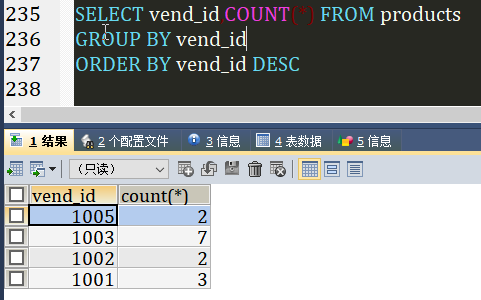 235 SELECT vend_id COUNT(*) FROM products
236 GROUP BY vend_id
237 ORDER BY vend_id DESC
238
1 结果 2 个配置文件 3 信息 4 表数据 5 信息
(只读)
vend_id count(*)
1005 2
1003 7
1002 2
1001 3